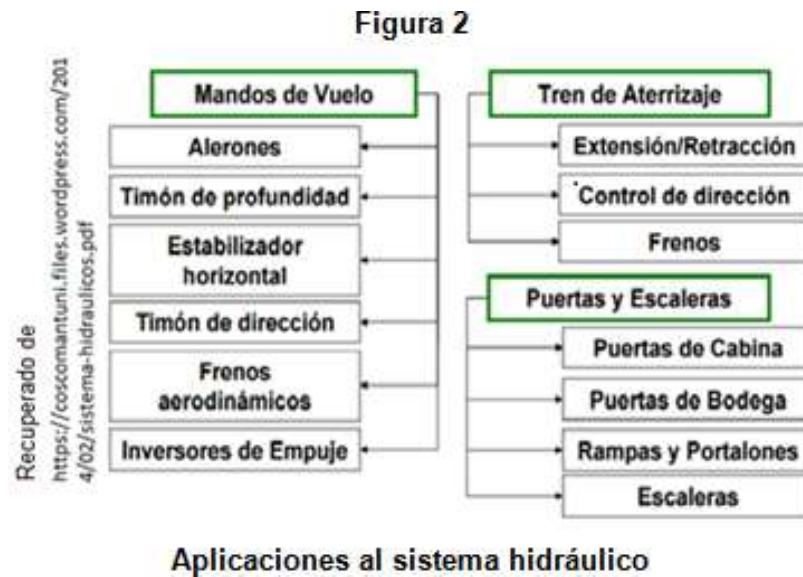 Figura 2
Recuperado de
https://coscomantuni.files.wordpress.com/201
4/02/sistema-hidraulicos.pdf
Mandos de Vuelo
Alerones
Timón de profundidad
Estabilizador
horizontal
Timón de dirección
Frenos
aerodinámicos
Inversores de Empuje
Tren de Aterrizaje
Extensión/Retracción
Control de dirección
Frenos
Puertas y Escaleras
Puertas de Cabina
Puertas de Bodega
Rampas y Portalones
Escaleras
Aplicaciones al sistema hidráulico